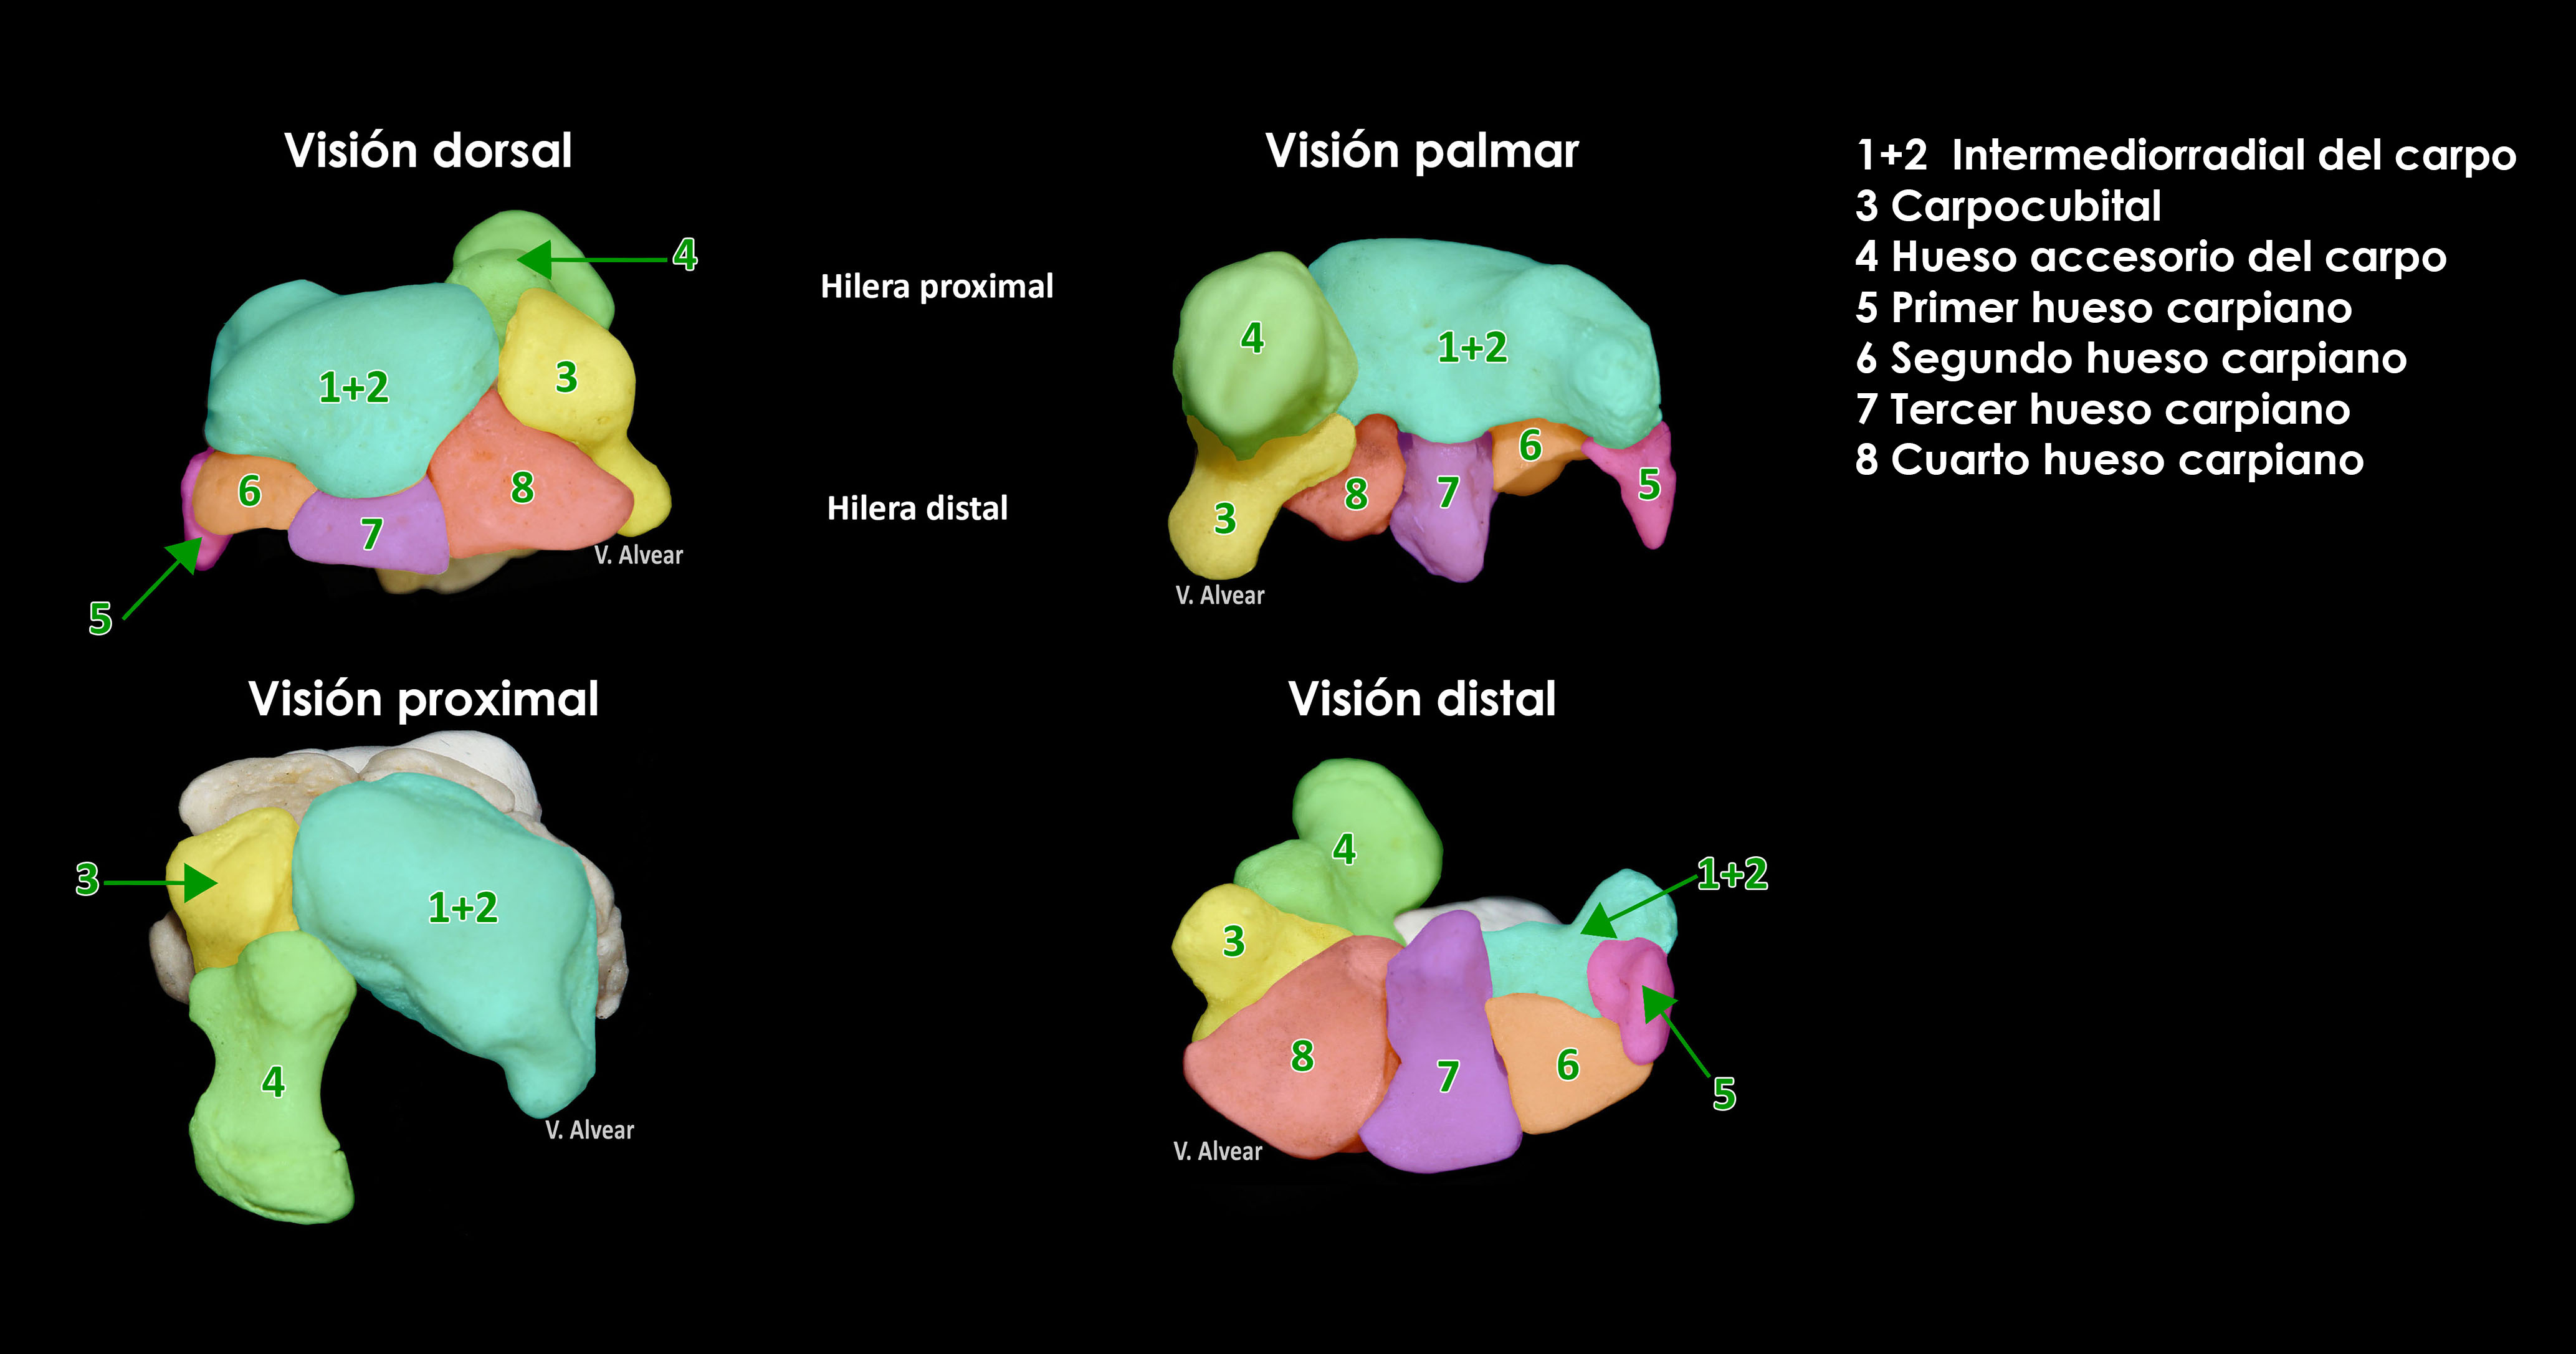 Visión dorsal
4
1+2
3
6
8
7
5
V. Alvear
Hilera proximal
Hilera distal
Visión palmar
4
1+2
6
8
7
5
3
V. Alvear
1+2 Intermediorradial del carpo
3 Carpocubital
4 Hueso accesorio del carpo
5 Primer hueso carpiano
6 Segundo hueso carpiano
7 Tercer hueso carpiano
8 Cuarto hueso carpiano
Visión proximal
3
1+2
4
V. Alvear
Visión distal
4
1+2
3
8
7
6
5
V. Alvear